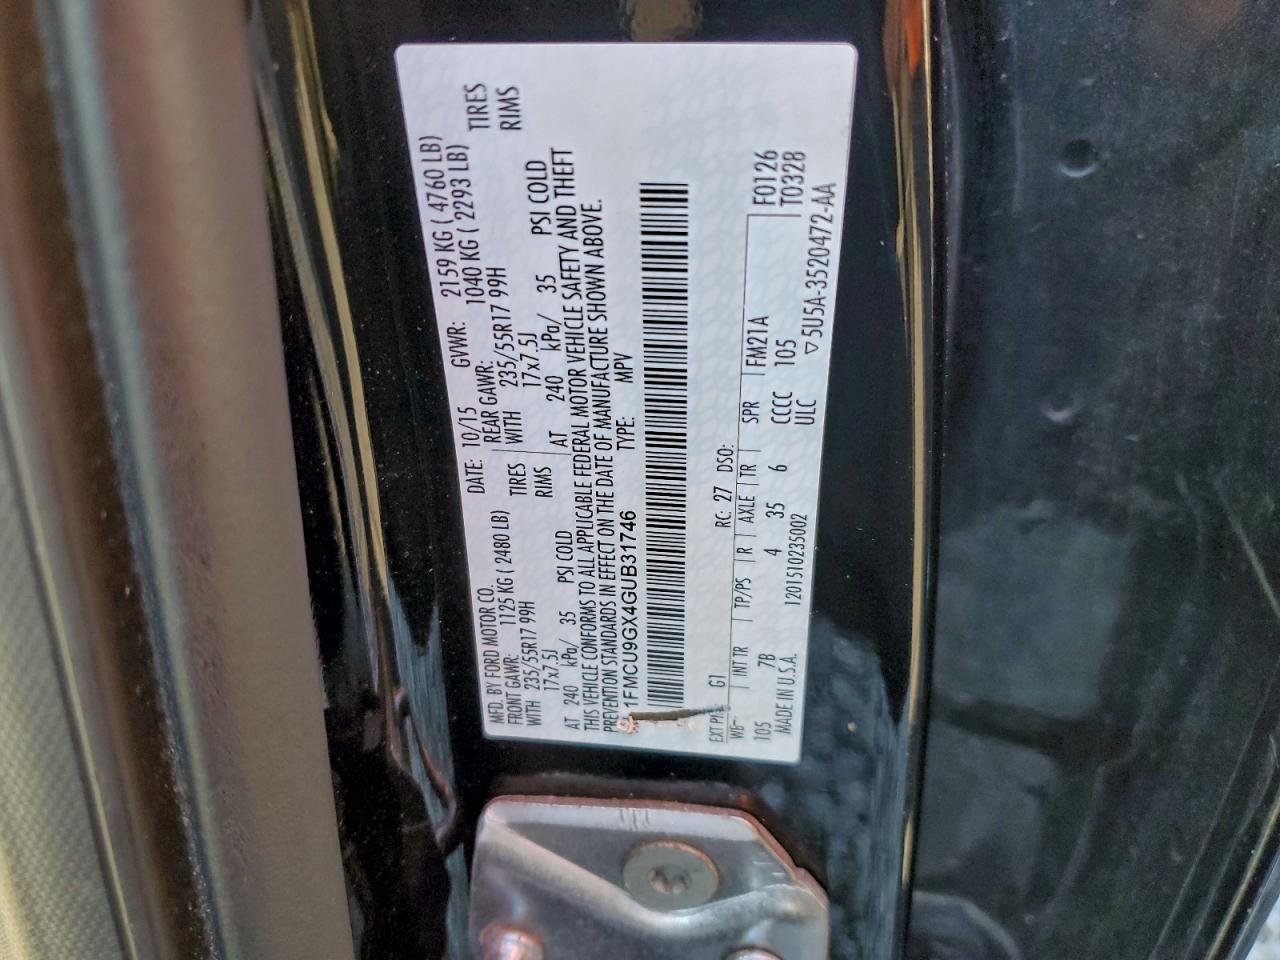 MFD. BY FORD MOTOR CO.
DATE: 10/15 GVWR: 2159 KG ( 4760 LB)
FRONT GAWR: 1125 KG ( 2480 LB) REAR GAWR: 1040 KG ( 2293 LB)
WITH 235/55R17 99H TIRES WITH 235/55R17 99H TIRES
17x7.5J RIMS 17x7.5J RIMS
AT 240 kPa/ 35 PSI COLD AT 240 kPa/ 35 PSI COLD
THIS VEHICLE CONFORMS TO ALL APPLICABLE FEDERAL MOTOR VEHICLE SAFETY AND THEFT
PREVENTION STANDARDS IN EFFECT ON THE DATE OF MANUFACTURE SHOWN ABOVE.
1FMCU9GX4GUB31746 TYPE: MPV
EXT G1 RC: 27 DSO: F0126
INT TR TP/PS R AXLE TR SPR FM21A T0328
105 7B 4 35 6 CCCC 105
MADE IN U.S.A. 1201510235002 ULC ▽5U5A-3520472-AA